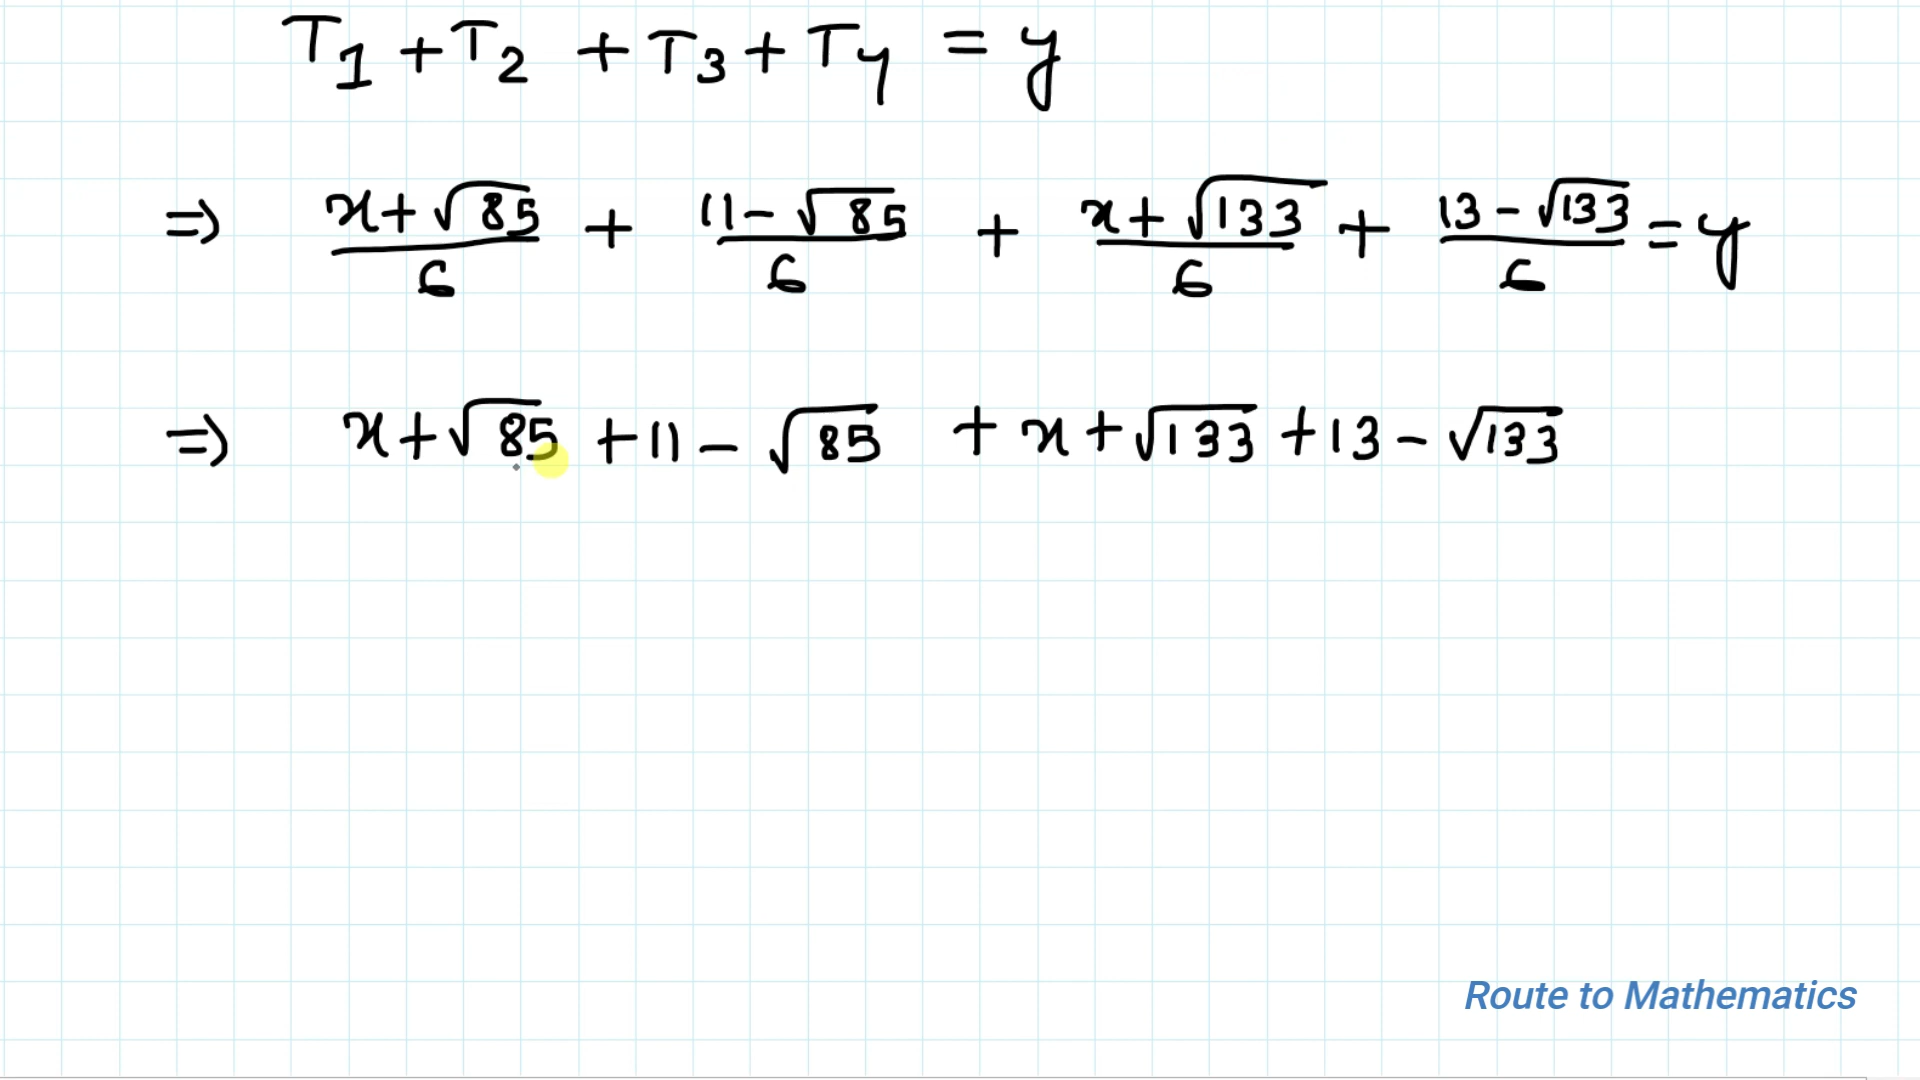 T₁ + T₂ + T₃ + T₄ = y
⇒ (x + √85)/6 + (11 − √85)/6 + (x + √133)/6 + (13 − √133)/6 = y
⇒ x + √85 + 11 − √85 + x + √133 + 13 − √133
Route to Mathematics